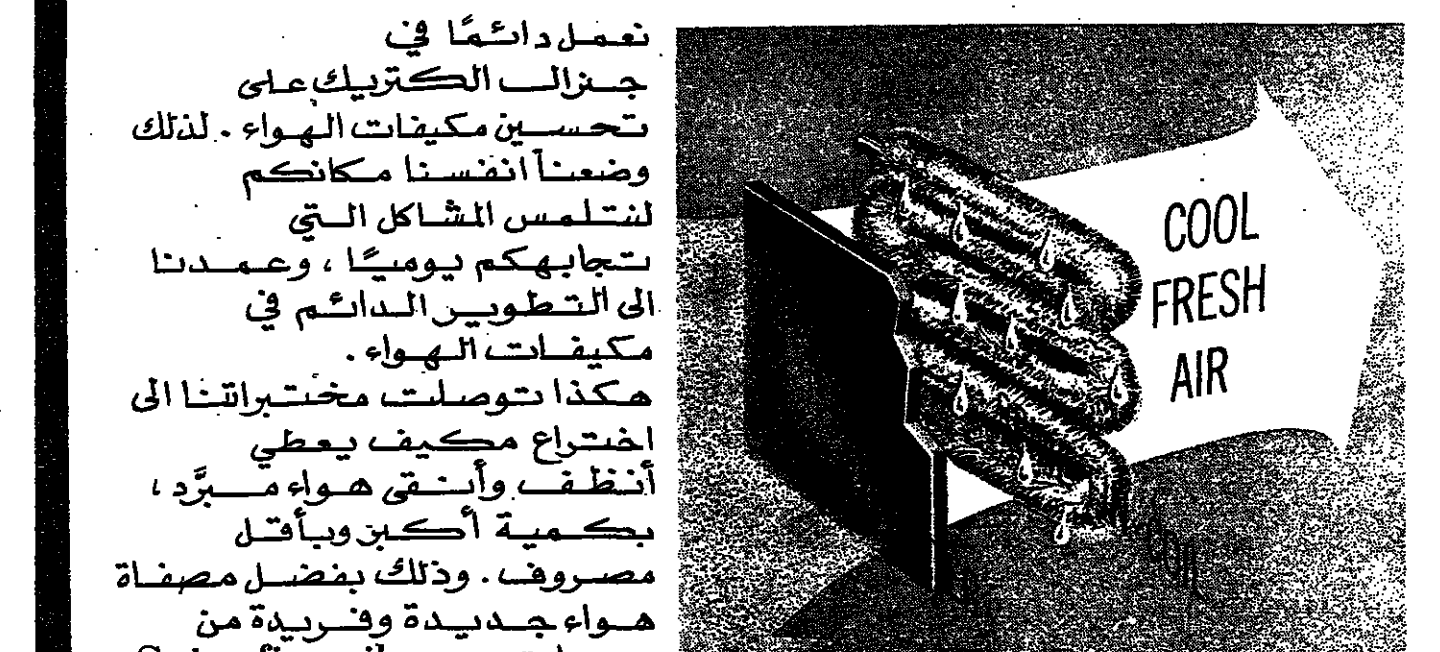 نعمل دائمًا في
جنرال الكتريك على
تحسين مكيفات الهواء. لذلك
وضعنا انفسنا مكانكم
لنتلمس المشاكل التي
تجابهكم يوميًا، وعمدنا
الى التطوير الدائم في
مكيفات الهواء.
هكذا توصلت مختبراتنا الى
اختراع مكيف يعطي
أنظف وأنقى هواء مبرَّد،
بكمية أكبر وبأقل
مصروف. وذلك بفضل مصفاة
هواء جديدة وفريدة من
COOL
FRESH
AIR
COIL